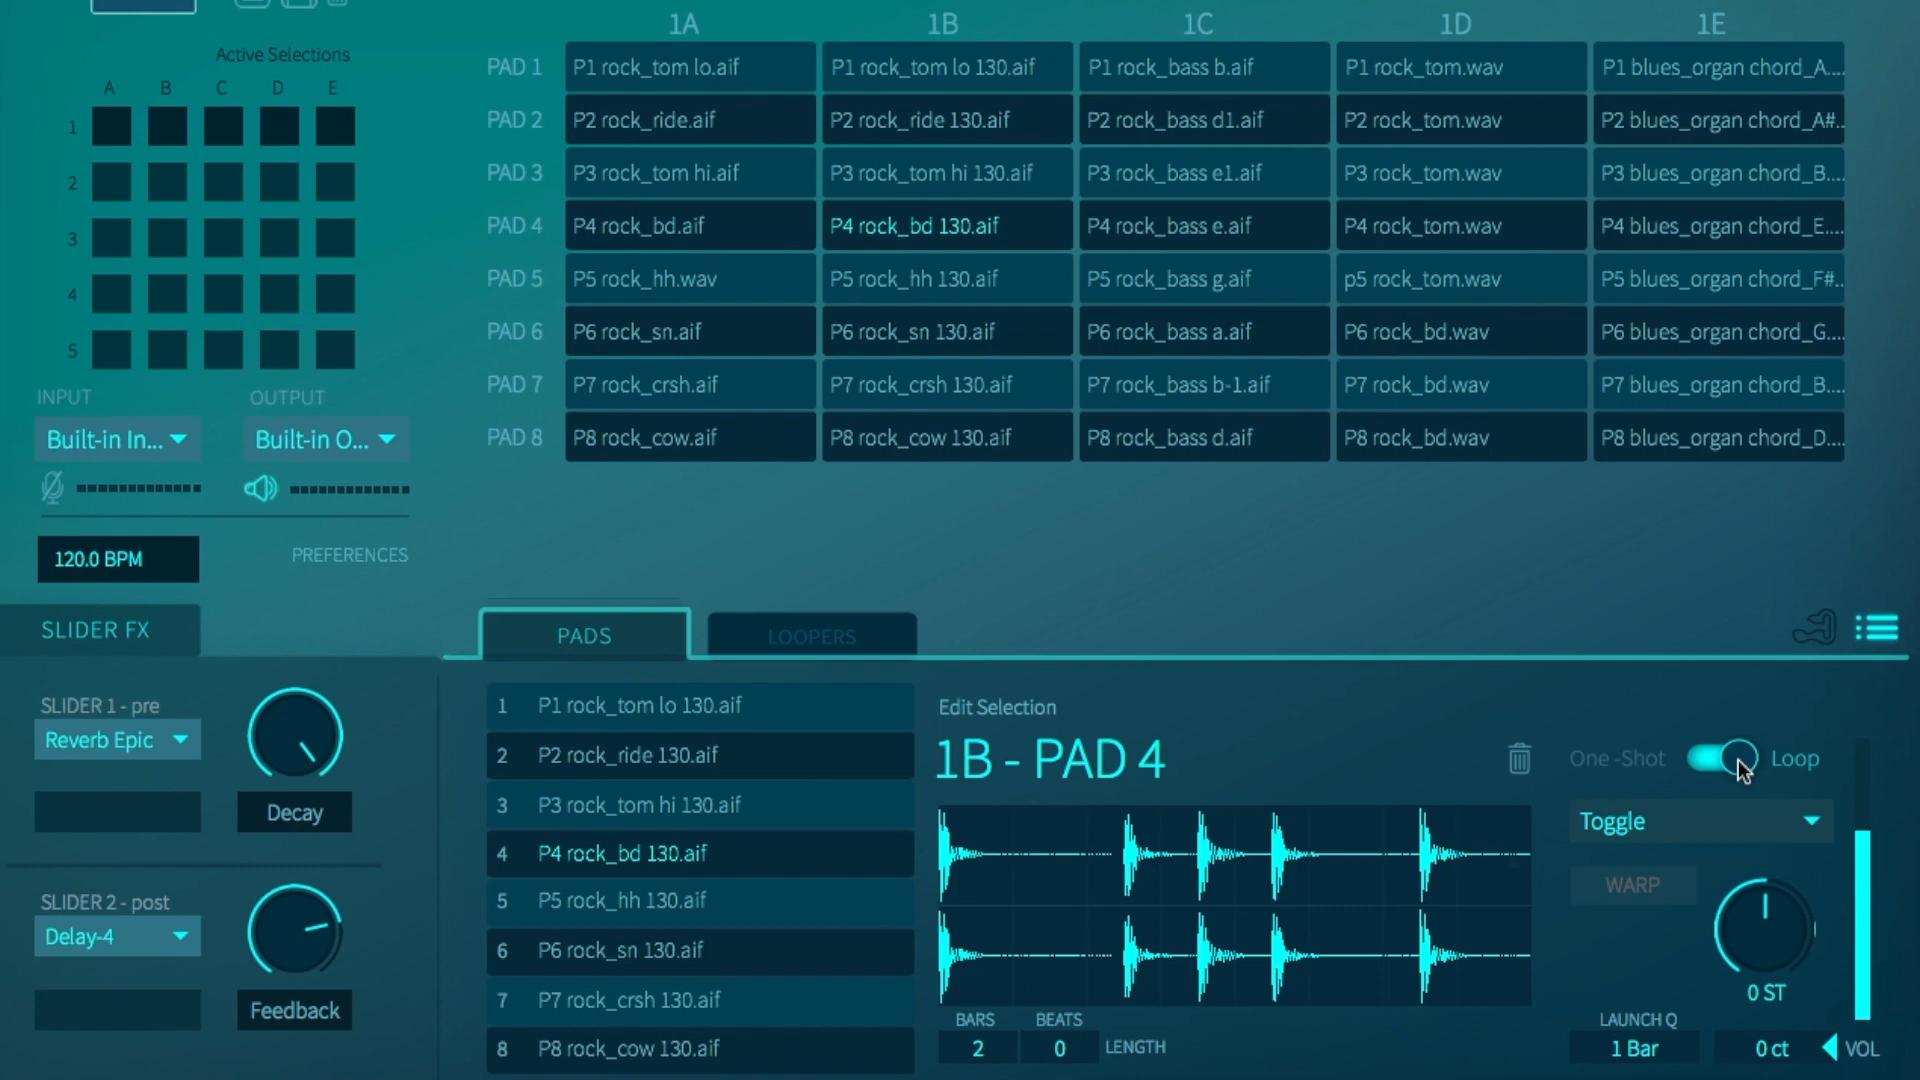 1A 1B 1C 1D 1E
Active Selections
A B C D E
1
2
3
4
5
PAD 1 P1 rock_tom lo.aif P1 rock_tom lo 130.aif P1 rock_bass b.aif P1 rock_tom.wav P1 blues_organ chord_A....
PAD 2 P2 rock_ride.aif P2 rock_ride 130.aif P2 rock_bass d1.aif P2 rock_tom.wav P2 blues_organ chord_A#..
PAD 3 P3 rock_tom hi.aif P3 rock_tom hi 130.aif P3 rock_bass e1.aif P3 rock_tom.wav P3 blues_organ chord_B....
PAD 4 P4 rock_bd.aif P4 rock_bd 130.aif P4 rock_bass e.aif P4 rock_tom.wav P4 blues_organ chord_E....
PAD 5 P5 rock_hh.wav P5 rock_hh 130.aif P5 rock_bass g.aif p5 rock_tom.wav P5 blues_organ chord_F#..
PAD 6 P6 rock_sn.aif P6 rock_sn 130.aif P6 rock_bass a.aif P6 rock_bd.wav P6 blues_organ chord_G....
PAD 7 P7 rock_crsh.aif P7 rock_crsh 130.aif P7 rock_bass b-1.aif P7 rock_bd.wav P7 blues_organ chord_B....
PAD 8 P8 rock_cow.aif P8 rock_cow 130.aif P8 rock_bass d.aif P8 rock_bd.wav P8 blues_organ chord_D....
INPUT OUTPUT
Built-in In... Built-in O...
120.0 BPM PREFERENCES
SLIDER FX
SLIDER 1 - pre
Reverb Epic
Decay
SLIDER 2 - post
Delay-4
Feedback
PADS LOOPERS
1 P1 rock_tom lo 130.aif
2 P2 rock_ride 130.aif
3 P3 rock_tom hi 130.aif
4 P4 rock_bd 130.aif
5 P5 rock_hh 130.aif
6 P6 rock_sn 130.aif
7 P7 rock_crsh 130.aif
8 P8 rock_cow 130.aif
Edit Selection
1B - PAD 4
One -Shot Loop
Toggle
WARP
0 ST
BARS BEATS LAUNCH Q
2 0 LENGTH 1 Bar 0 ct VOL